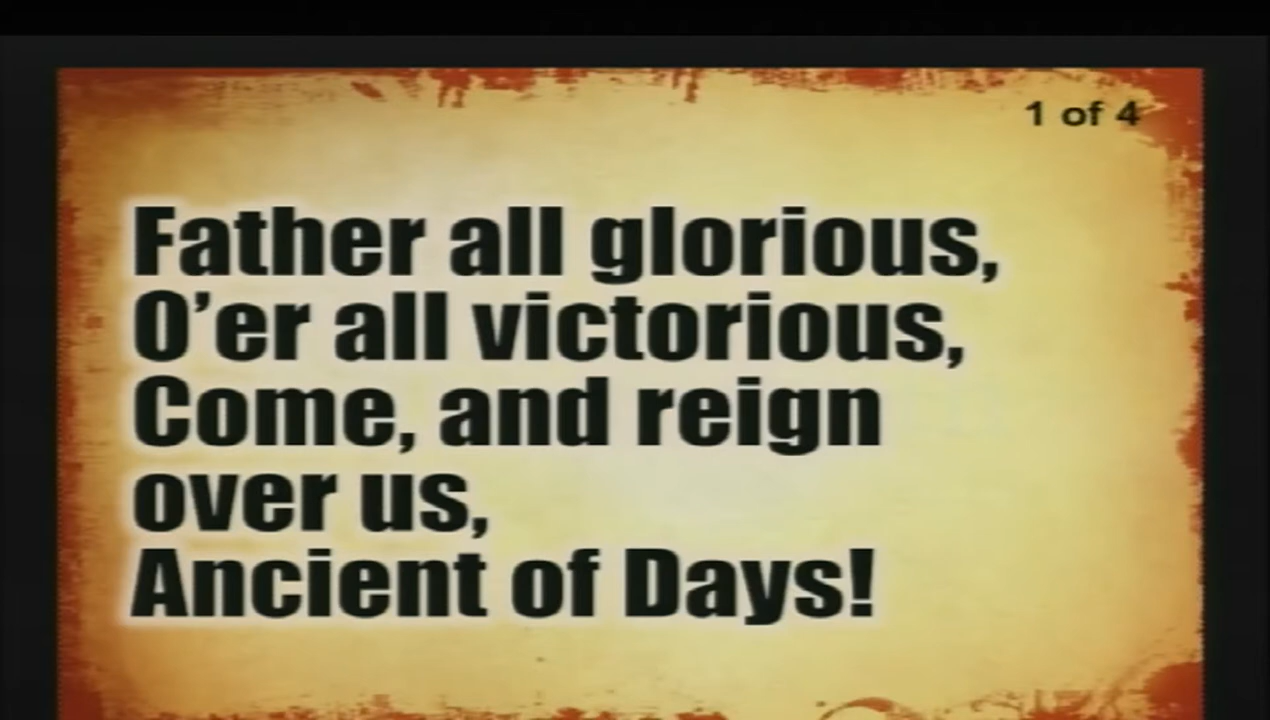 1 of 4
Father all glorious,
O’er all victorious,
Come, and reign
over us,
Ancient of Days!